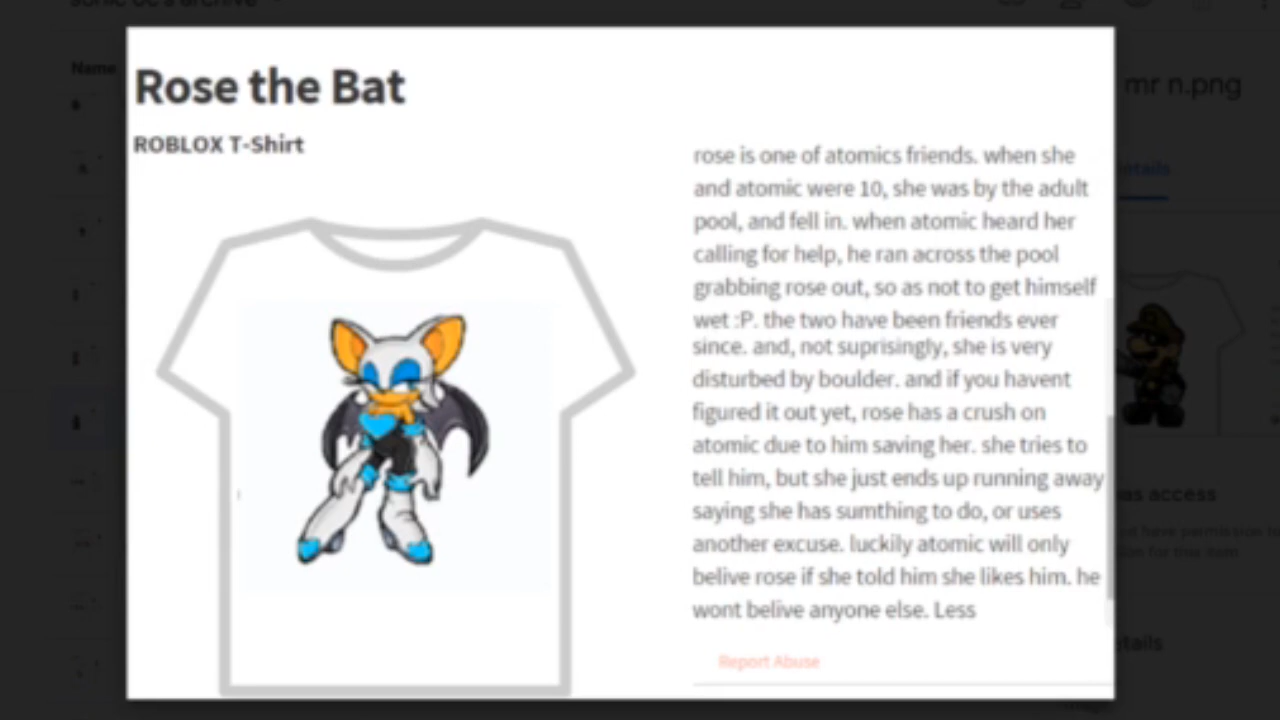 sonic oc's archive
Name
mr n.png
Rose the Bat
ROBLOX T-Shirt
rose is one of atomics friends. when she
and atomic were 10, she was by the adult
pool, and fell in. when atomic heard her
calling for help, he ran across the pool
grabbing rose out, so as not to get himself
wet :P. the two have been friends ever
since. and, not suprisingly, she is very
disturbed by boulder. and if you havent
figured it out yet, rose has a crush on
atomic due to him saving her. she tries to
tell him, but she just ends up running away
saying she has sumthing to do, or uses
another excuse. luckily atomic will only
belive rose if she told him she likes him. he
wont belive anyone else. Less
Report Abuse
has access